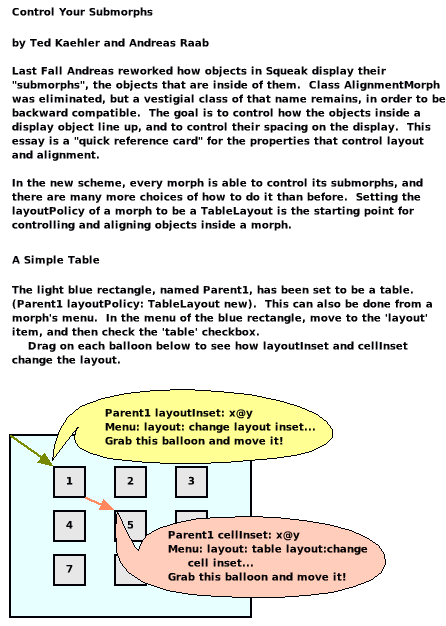 Control Your Submorphs
by Ted Kaehler and Andreas Raab
Last Fall Andreas reworked how objects in Squeak display their
"submorphs", the objects that are inside of them.  Class AlignmentMorph
was eliminated, but a vestigial class of that name remains, in order to be
backward compatible.  The goal is to control how the objects inside a
display object line up, and to control their spacing on the display.  This
essay is a "quick reference card" for the properties that control layout
and alignment.
In the new scheme, every morph is able to control its submorphs, and
there are many more choices of how to do it than before.  Setting the
layoutPolicy of a morph to be a TableLayout is the starting point for
controlling and aligning objects inside a morph.
A Simple Table
The light blue rectangle, named Parent1, has been set to be a table.
(Parent1 layoutPolicy: TableLayout new).  This can also be done from a
morph's menu.  In the menu of the blue rectangle, move to the 'layout'
item, and then check the 'table' checkbox.
Drag on each balloon below to see how layoutInset and cellInset
change the layout.
Parent1 layoutInset: x@y
Menu: layout: change layout inset...
Grab this balloon and move it!
1 2 3
4 5
Parent1 cellInset: x@y
Menu: layout: table layout:change
cell inset...
Grab this balloon and move it!
7